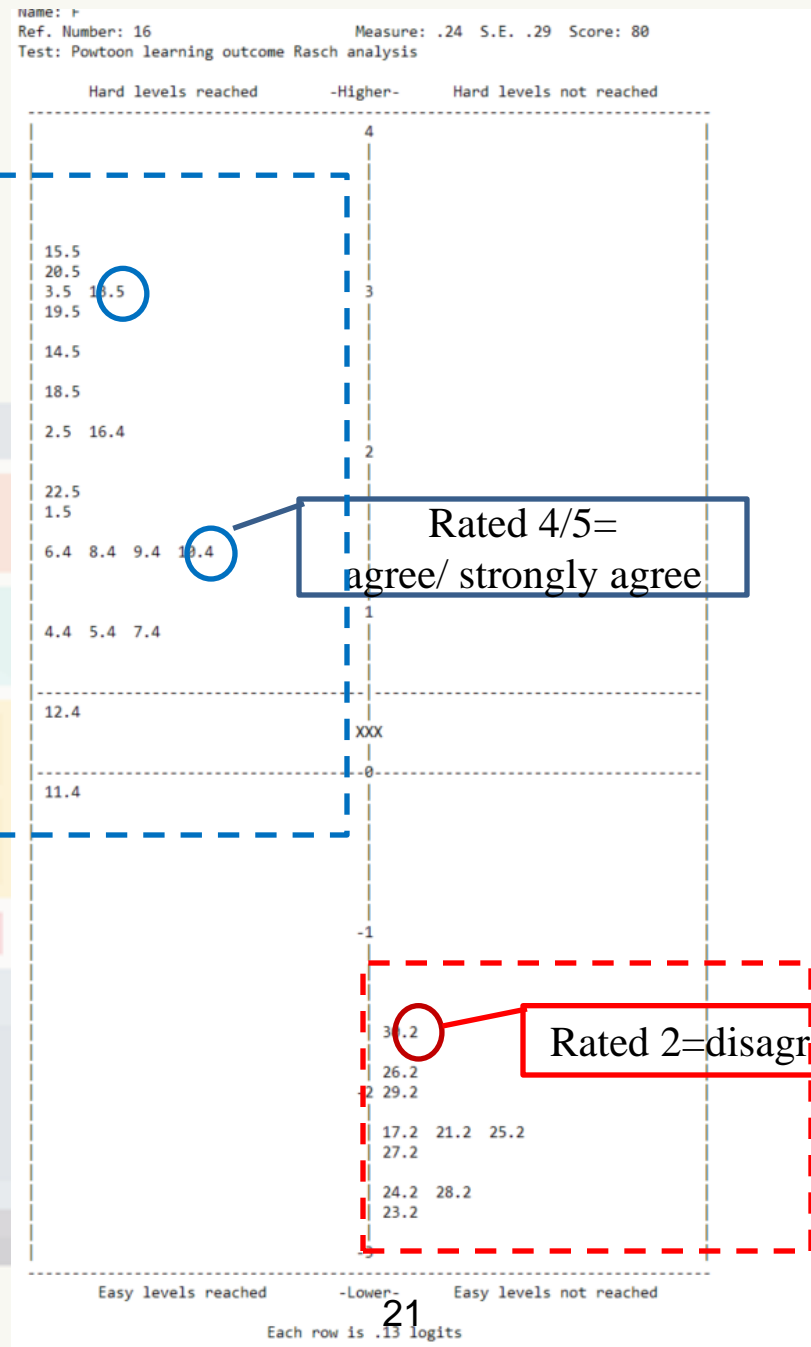 Name: F
Ref. Number: 16 Measure: .24 S.E. .29 Score: 80
Test: Powtoon learning outcome Rasch analysis
Hard levels reached -Higher- Hard levels not reached
4
15.5
20.5
3.5 13.5 3
19.5
14.5
18.5
2.5 16.4
2
22.5
1.5
Rated 4/5=
agree/ strongly agree
6.4 8.4 9.4 10.4
1
4.4 5.4 7.4
12.4
XXX
0
11.4
-1
30.2
Rated 2=disagr
26.2
-2 29.2
17.2 21.2 25.2
27.2
24.2 28.2
23.2
-3
Easy levels reached -Lower- Easy levels not reached
21
Each row is .13 logits